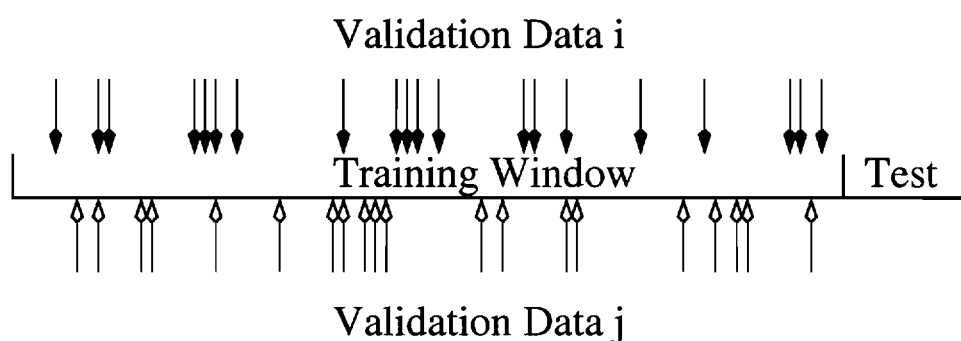 Validation Data i
Training Window Test
Validation Data j